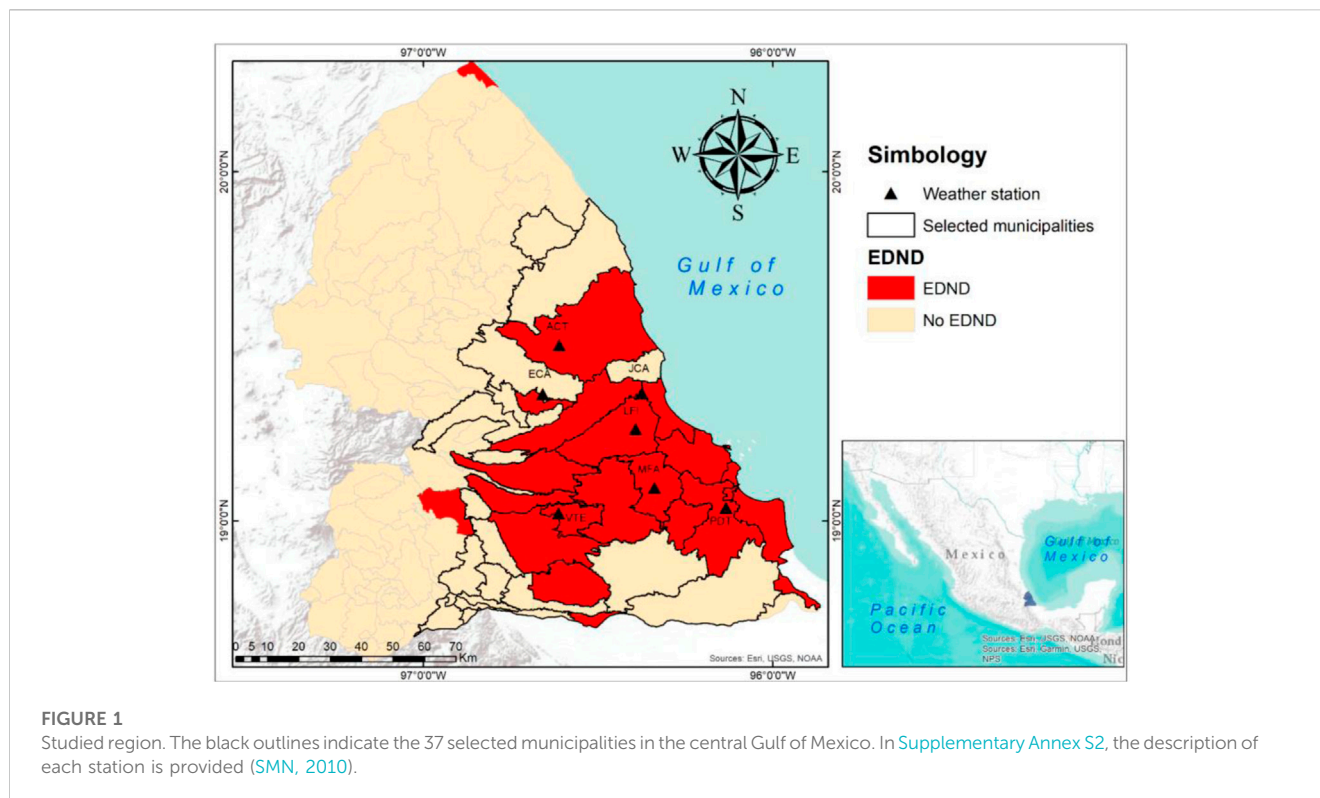 97°0'0"W 96°0'0"W
N
W E
S
20°0'0"N 20°0'0"N
Gulf of
Mexico
ACT
ECA
JCA
MFA
VTE
PDT
19°0'0"N 19°0'0"N
0 5 10 20 30 40 50 60 70
Km
Sources: Esri, USGS, NOAA
97°0'0"W 96°0'0"W
Simbology
Weather station
Selected municipalities
EDND
EDND
No EDND
Mexico
Gulf of
Mexico
Pacific
Ocean
Sources: Esri, USGS, NOAA
Sources: Esri, Garmin, USGS,
NPS
FIGURE 1
Studied region. The black outlines indicate the 37 selected municipalities in the central Gulf of Mexico. In Supplementary Annex S2, the description of
each station is provided (SMN, 2010).